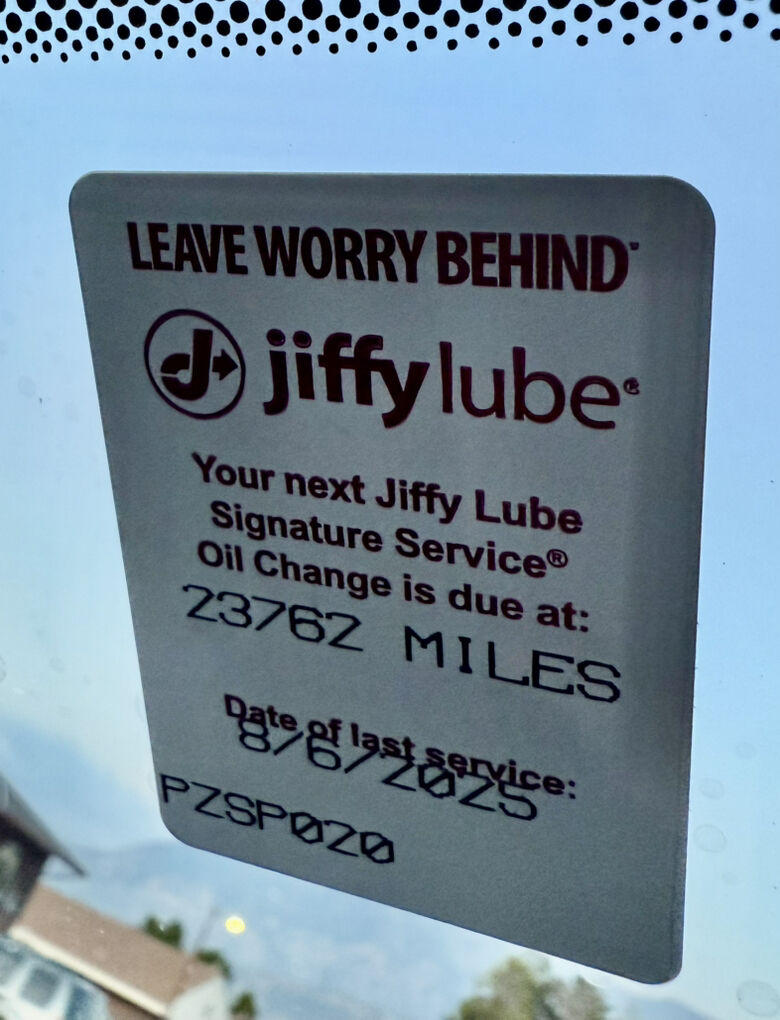 LEAVE WORRY BEHIND℠
jiffy lube®
Your next Jiffy Lube
Signature Service®
Oil Change is due at:
23762 MILES
Date of last service:
8/6/2025
PZSP020